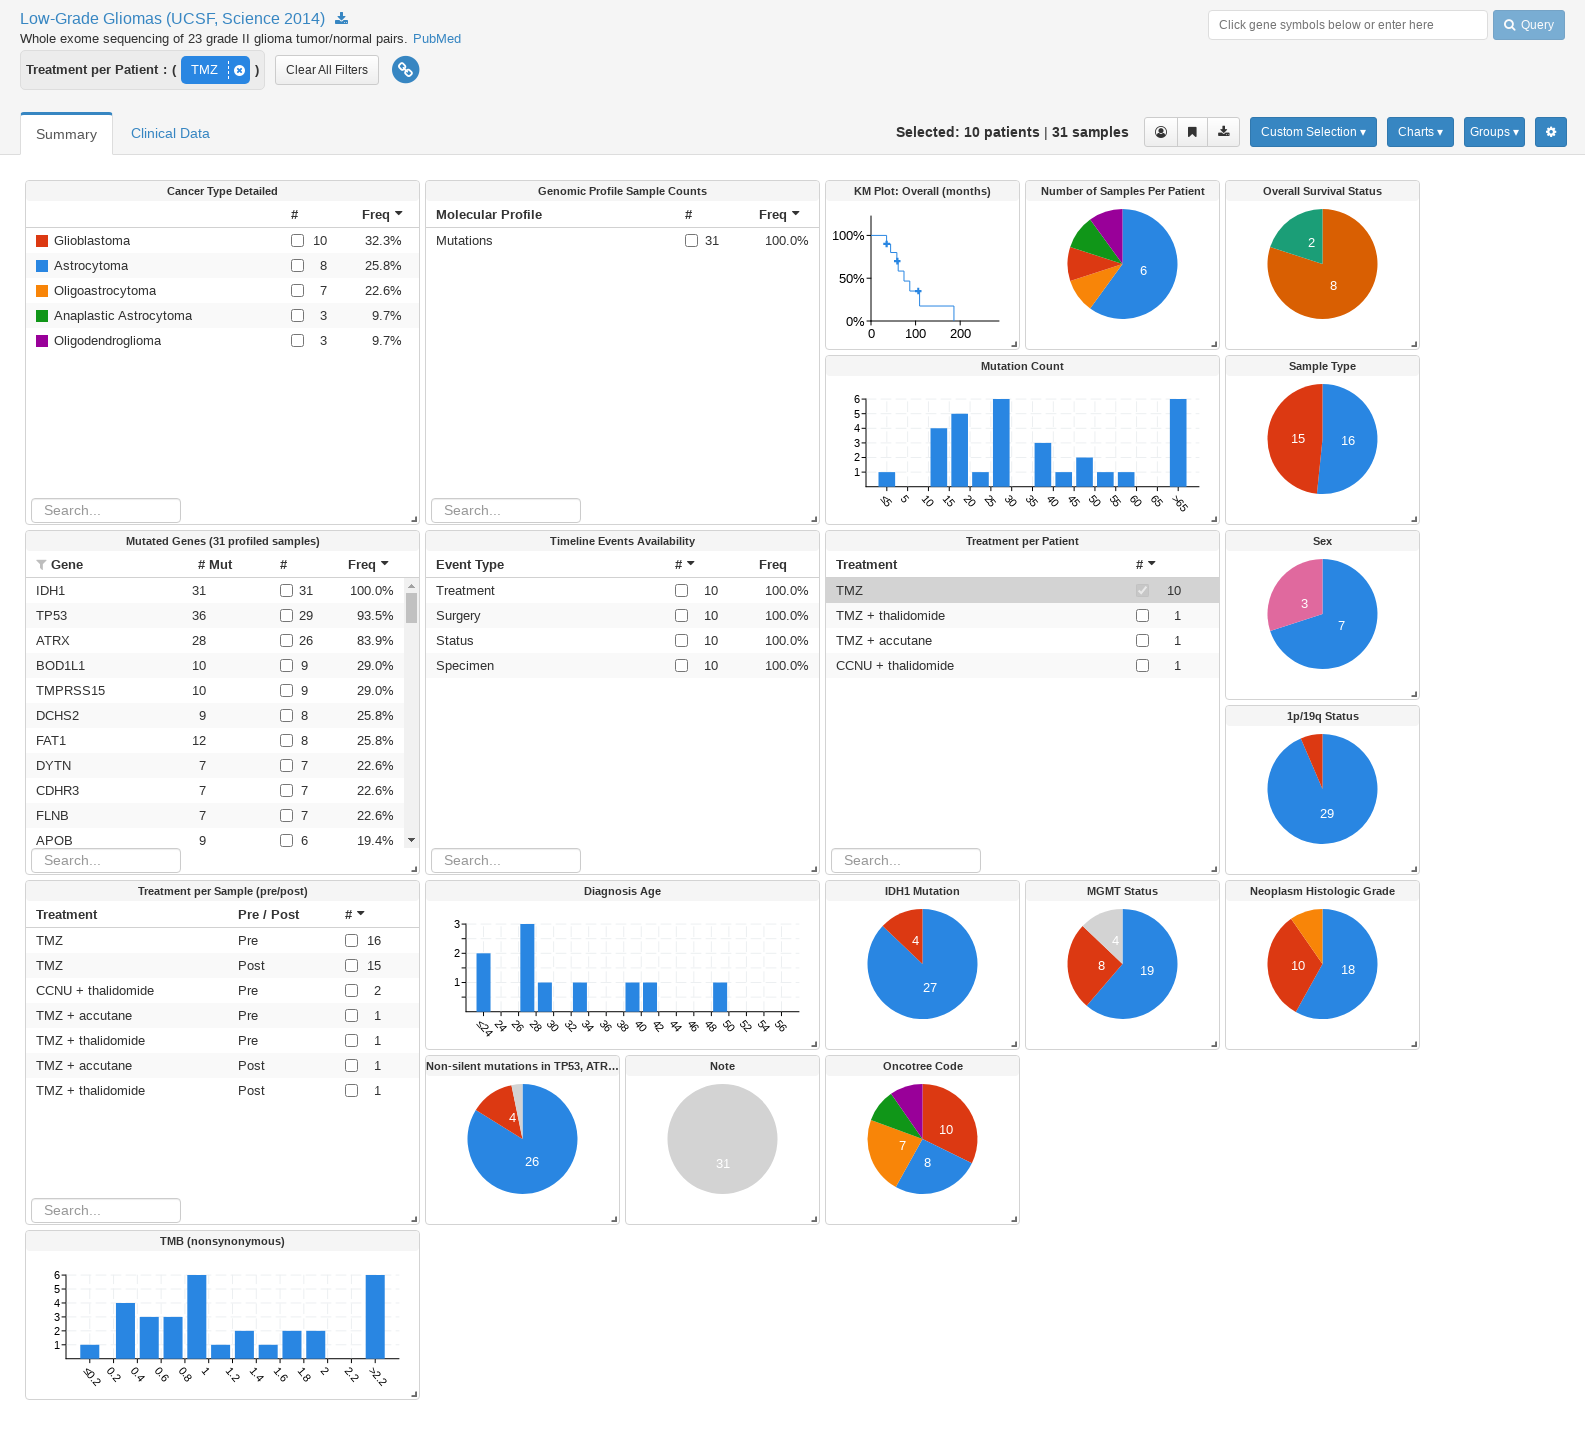 Low-Grade Gliomas (UCSF, Science 2014)
Whole exome sequencing of 23 grade II glioma tumor/normal pairs. PubMed
Click gene symbols below or enter here
Query
Treatment per Patient : ( TMZ )
Clear All Filters
Summary
Clinical Data
Selected: 10 patients | 31 samples
Custom Selection ▾
Charts ▾
Groups ▾
Cancer Type Detailed
# Freq
Glioblastoma 10 32.3%
Astrocytoma 8 25.8%
Oligoastrocytoma 7 22.6%
Anaplastic Astrocytoma 3 9.7%
Oligodendroglioma 3 9.7%
Search...
Genomic Profile Sample Counts
Molecular Profile # Freq
Mutations 31 100.0%
Search...
KM Plot: Overall (months)
100%
50%
0%
0 100 200
Number of Samples Per Patient
6
Overall Survival Status
2
8
Mutation Count
6
5
4
3
2
1
≤5 5 10 15 20 25 30 35 40 45 50 55 60 65 >65
Sample Type
15 16
Mutated Genes (31 profiled samples)
Gene # Mut # Freq
IDH1 31 31 100.0%
TP53 36 29 93.5%
ATRX 28 26 83.9%
BOD1L1 10 9 29.0%
TMPRSS15 10 9 29.0%
DCHS2 9 8 25.8%
FAT1 12 8 25.8%
DYTN 7 7 22.6%
CDHR3 7 7 22.6%
FLNB 7 7 22.6%
APOB 9 6 19.4%
Search...
Timeline Events Availability
Event Type # Freq
Treatment 10 100.0%
Surgery 10 100.0%
Status 10 100.0%
Specimen 10 100.0%
Search...
Treatment per Patient
Treatment #
TMZ 10
TMZ + thalidomide 1
TMZ + accutane 1
CCNU + thalidomide 1
Search...
Sex
3
7
1p/19q Status
29
Treatment per Sample (pre/post)
Treatment Pre / Post #
TMZ Pre 16
TMZ Post 15
CCNU + thalidomide Pre 2
TMZ + accutane Pre 1
TMZ + thalidomide Pre 1
TMZ + accutane Post 1
TMZ + thalidomide Post 1
Search...
Diagnosis Age
3
2
1
≤24 24 26 28 30 32 34 36 38 40 42 44 46 48 50 52 54 56
IDH1 Mutation
4
27
MGMT Status
4
8 19
Neoplasm Histologic Grade
10 18
Non-silent mutations in TP53, ATR...
4
26
Note
31
Oncotree Code
10
7
8
TMB (nonsynonymous)
6
5
4
3
2
1
≤0.2 0.2 0.4 0.6 0.8 1 1.2 1.4 1.6 1.8 2 2.2 >2.2